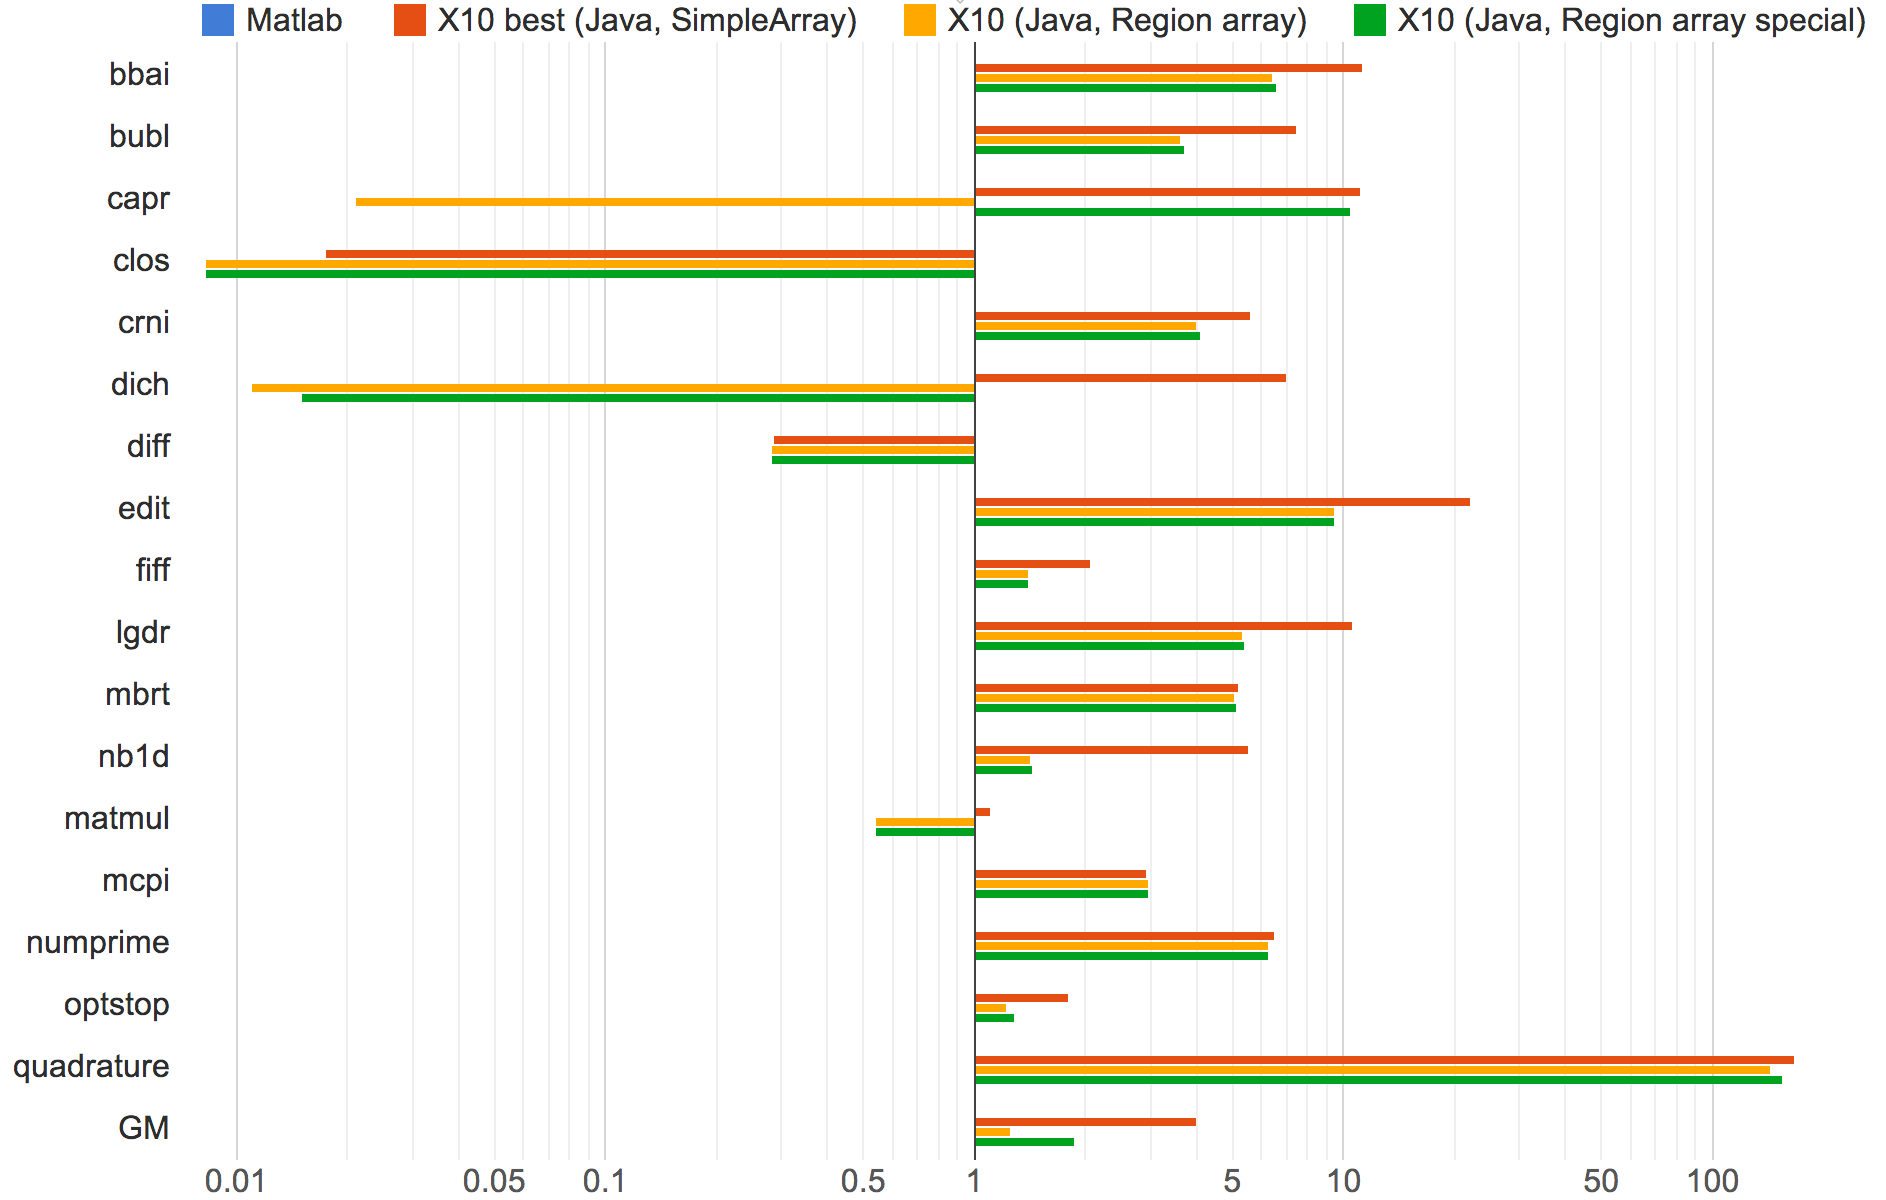 Matlab X10 best (Java, SimpleArray) X10 (Java, Region array) X10 (Java, Region array special)
bbai
bubl
capr
clos
crni
dich
diff
edit
fiff
lgdr
mbrt
nb1d
matmul
mcpi
numprime
optstop
quadrature
GM
0.01 0.05 0.1 0.5 1 5 10 50 100